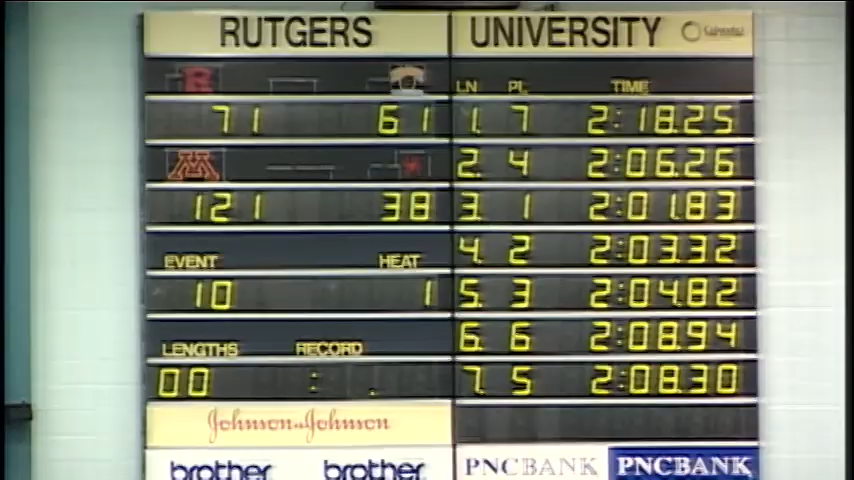 RUTGERS UNIVERSITY
R
LN PL TIME
71 61 1. 7 2:18.25
M 2. 4 2:06.26
121 38 3. 1 2:01.83
EVENT HEAT 4. 2 2:03.32
10 1 5. 3 2:04.82
LENGTHS RECORD 6. 6 2:08.94
00 : . 7. 5 2:08.30
Johnson & Johnson
brother brother PNCBANK PNCBANK